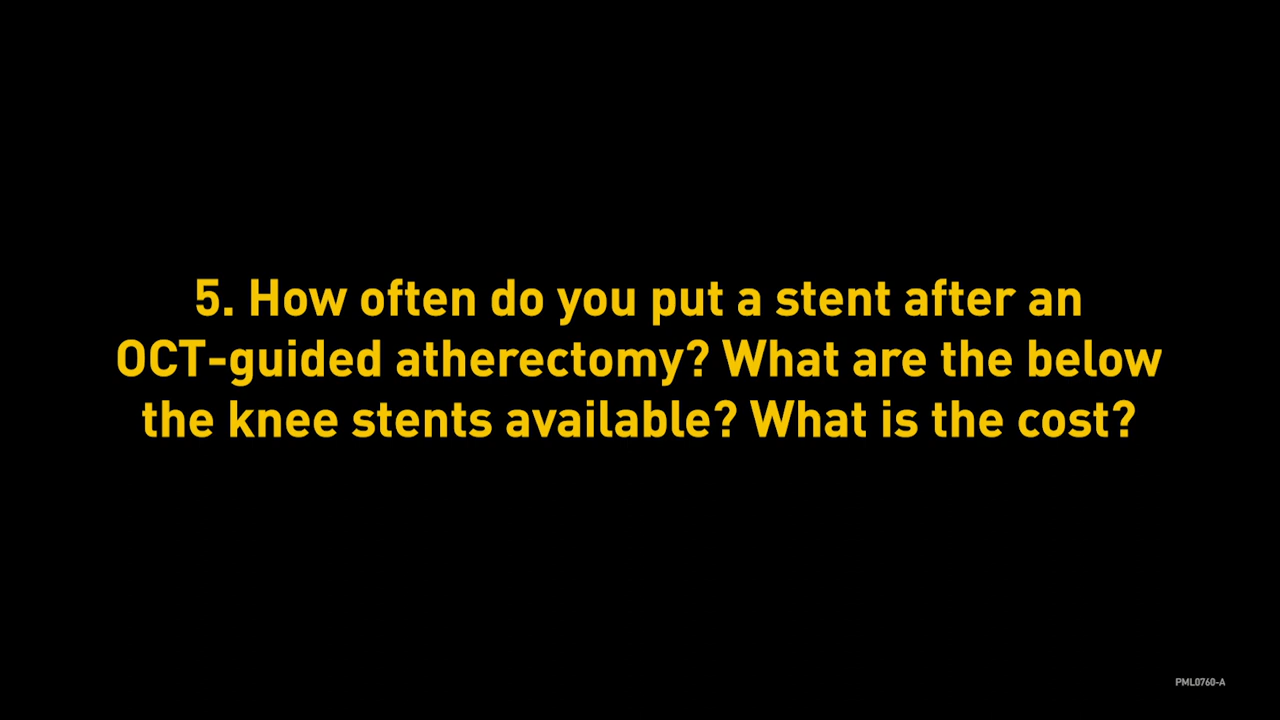 5. How often do you put a stent after an
OCT-guided atherectomy? What are the below
the knee stents available? What is the cost?
PML0760-A